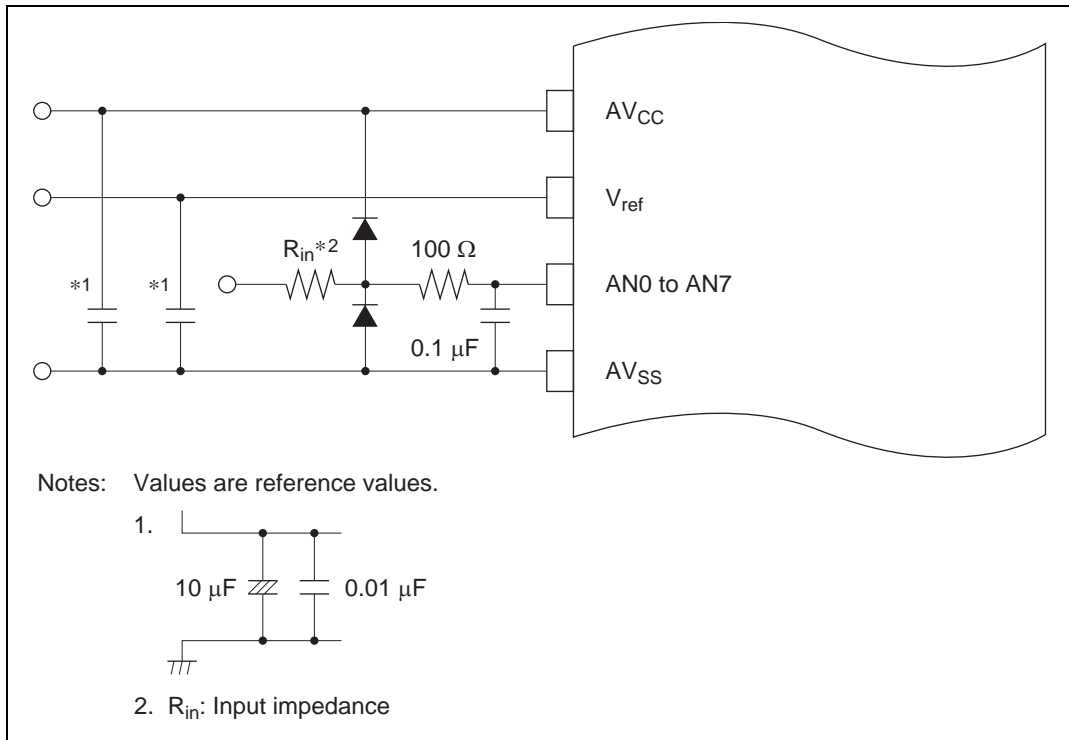 AVCC
Vref
Rin*2
100 Ω
*1
*1
AN0 to AN7
0.1 μF
AVSS
Notes: Values are reference values.
1.
10 μF
0.01 μF
2. Rin: Input impedance